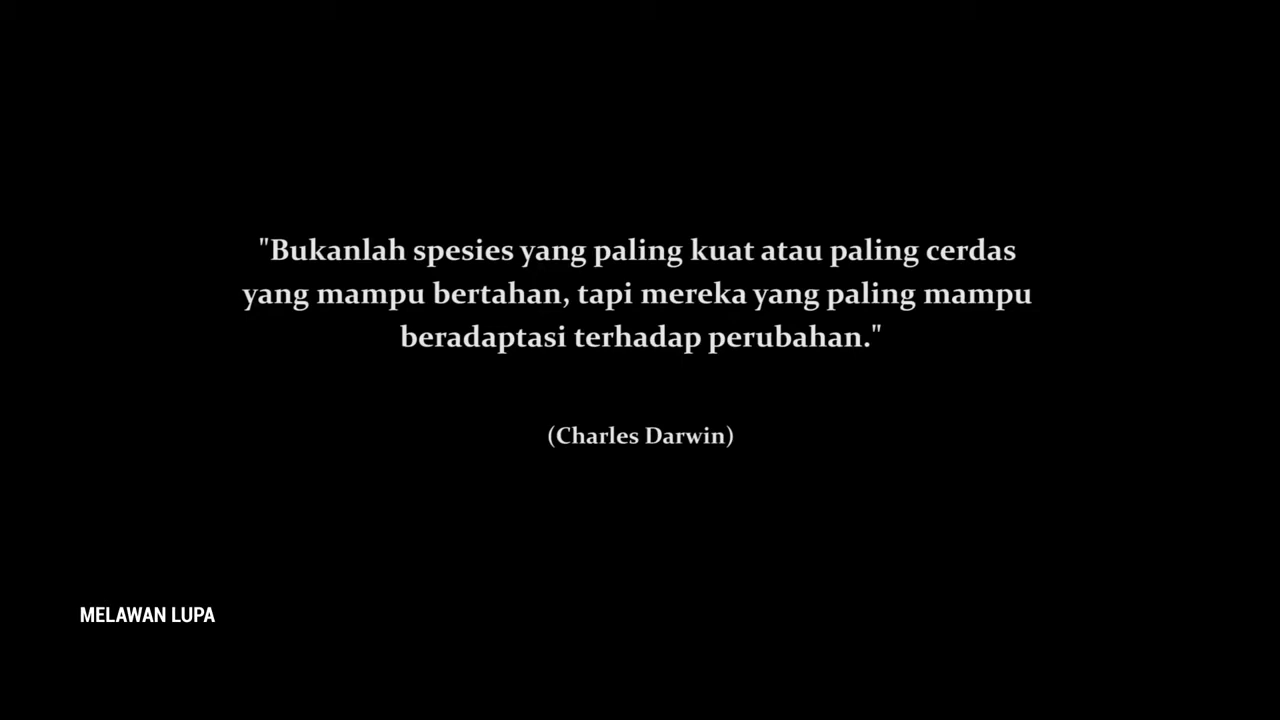 "Bukanlah spesies yang paling kuat atau paling cerdas
yang mampu bertahan, tapi mereka yang paling mampu
beradaptasi terhadap perubahan."
(Charles Darwin)
MELAWAN LUPA